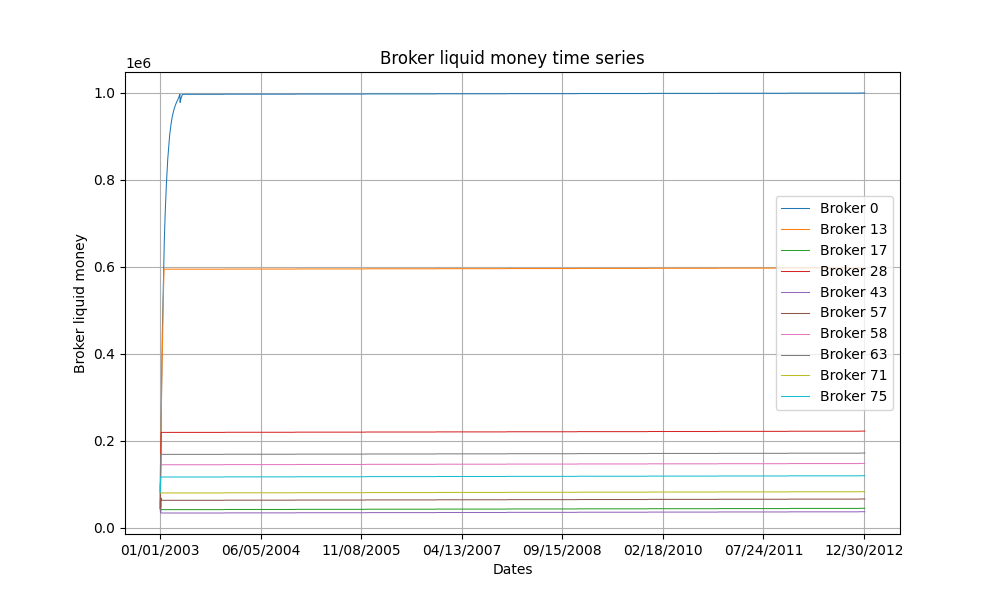 Broker liquid money time series
1e6
1.0
0.8
0.6
0.4
0.2
0.0
Broker liquid money
Broker 0
Broker 13
Broker 17
Broker 28
Broker 43
Broker 57
Broker 58
Broker 63
Broker 71
Broker 75
01/01/2003
06/05/2004
11/08/2005
04/13/2007
09/15/2008
02/18/2010
07/24/2011
12/30/2012
Dates